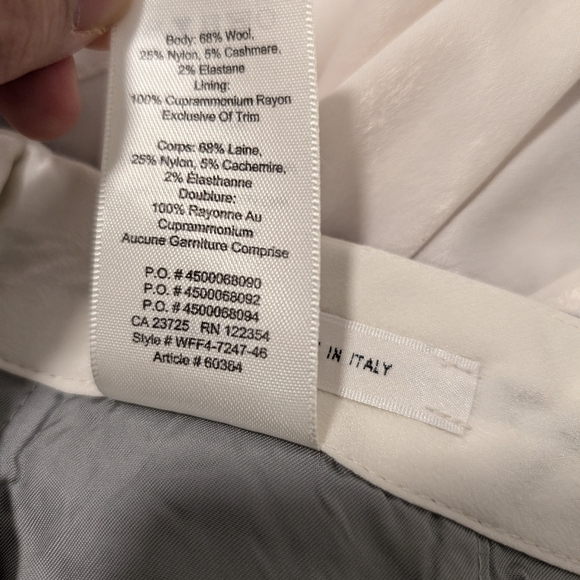 Body: 68% Wool,
25% Nylon, 5% Cashmere,
2% Elastane
Lining:
100% Cuprammonium Rayon
Exclusive Of Trim
Corps: 68% Laine,
25% Nylon, 5% Cachemire,
2% Élasthanne
Doublure:
100% Rayonne Au
Cuprammonium
Aucune Garniture Comprise
P.O. # 4500068090
P.O. # 4500068092
P.O. # 4500068094
CA 23725 RN 122354
Style # WFF4-7247-46
Article # 60384
IN ITALY